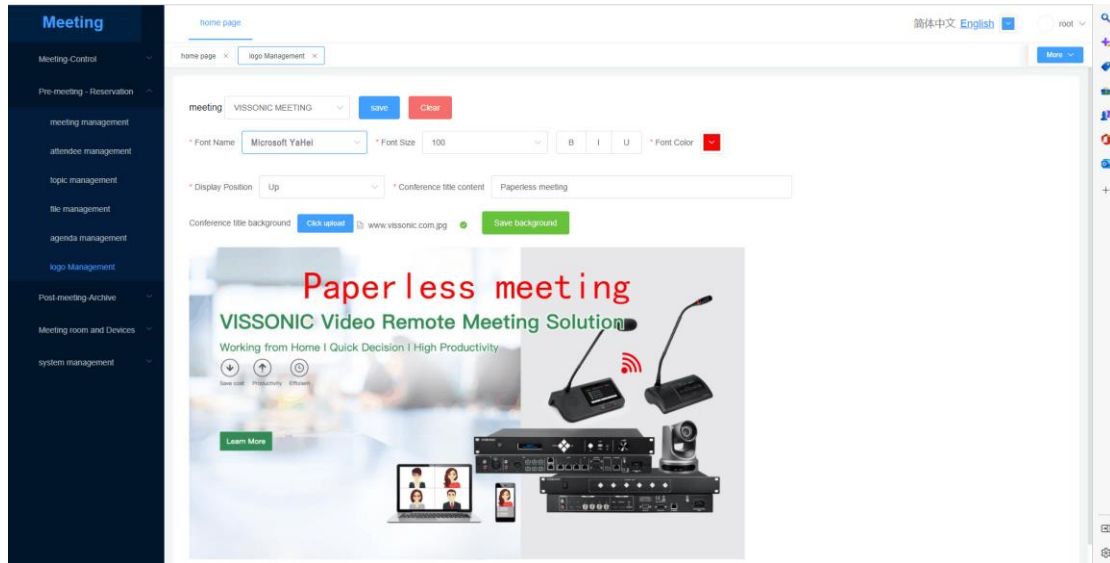 Meeting
home page
简体中文 English
root
Meeting-Control
home page × logo Management ×
More
Pre-meeting - Reservation
meeting VISSONIC MEETING save Clear
meeting management
* Font Name Microsoft YaHei * Font Size 100 B I U * Font Color
attendee management
topic management
* Display Position Up * Conference title content Paperless meeting
file management
Conference title background Click upload www.vissonic.com.jpg Save background
agenda management
logo Management
Post-meeting-Archive
Meeting room and Devices
system management
Paperless meeting
VISSONIC Video Remote Meeting Solution
Working from Home I Quick Decision I High Productivity
Save cost Productivity Efficient
Learn More